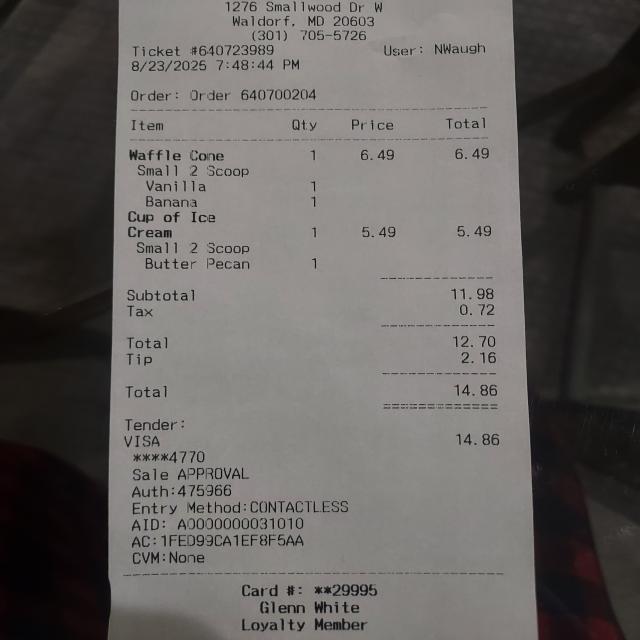 1276 Smallwood Dr W
Waldorf, MD 20603
(301) 705-5726
Ticket #640723989 User: NWaugh
8/23/2025 7:48:44 PM
Order: Order 640700204
Item Qty Price Total
Waffle Cone 1 6.49 6.49
Small 2 Scoop
Vanilla 1
Banana 1
Cup of Ice
Cream 1 5.49 5.49
Small 2 Scoop
Butter Pecan 1
Subtotal 11.98
Tax 0.72
Total 12.70
Tip 2.16
Total 14.86
Tender:
VISA 14.86
****4770
Sale APPROVAL
Auth:475966
Entry Method:CONTACTLESS
AID: A0000000031010
AC:1FED99CA1EF8F5AA
CVM:None
Card #: **29995
Glenn White
Loyalty Member